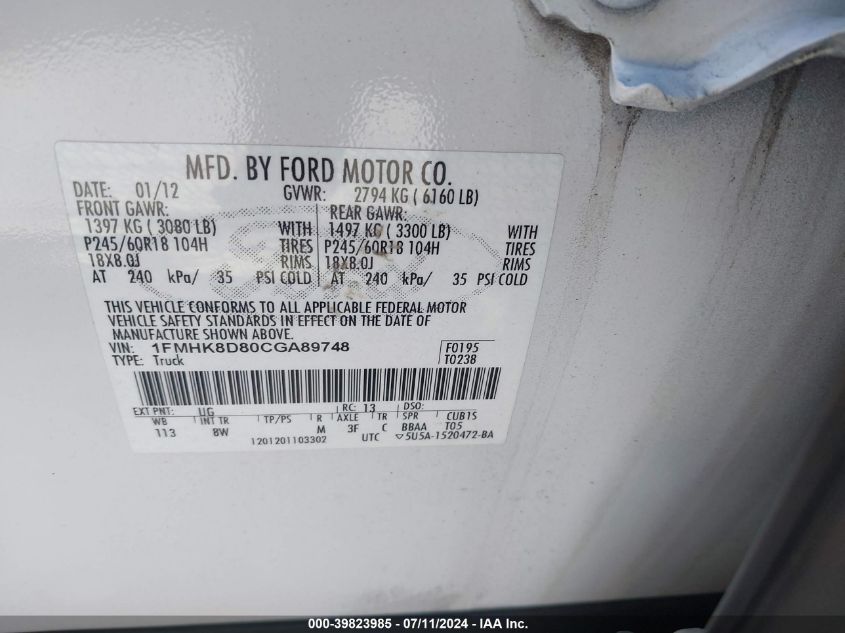 MFD. BY FORD MOTOR CO.
DATE: 01/12 GVWR: 2794 KG ( 6160 LB)
FRONT GAWR: REAR GAWR:
1397 KG ( 3080 LB) WITH 1497 KG ( 3300 LB) WITH
P245/60R18 104H TIRES P245/60R18 104H TIRES
18X8.0J RIMS 18X8.0J RIMS
AT 240 kPa/ 35 PSI COLD AT 240 kPa/ 35 PSI COLD
THIS VEHICLE CONFORMS TO ALL APPLICABLE FEDERAL MOTOR
VEHICLE SAFETY STANDARDS IN EFFECT ON THE DATE OF
MANUFACTURE SHOWN ABOVE.
VIN: 1FMHK8D80CGA89748 F0195
TYPE: Truck T0238
EXT PNT: UG RC: 13 DSO:
WB INT TR TP/PS R AXLE TR SPR CUB1S
113 8W M 3F C BBAA T05
1201201103302 UTC ▽5U5A-1520472-BA
000-39823985 / 07/11/2024 - IAA Inc.